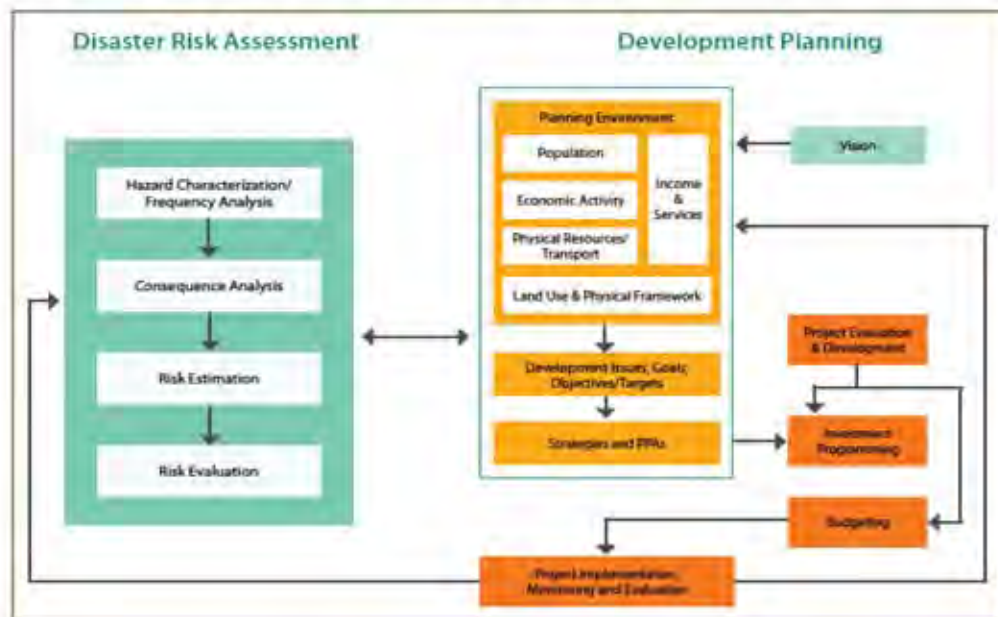 Disaster Risk Assessment
Development Planning
Hazard Characterization/
Frequency Analysis
Consequence Analysis
Risk Estimation
Risk Evaluation
Planning Environment
Population
Economic Activity
Physical Resources/
Transport
Income
&
Services
Land Use & Physical Framework
Development Issues, Goals,
Objectives/Targets
Strategies and PPAs
Vision
Project Evaluation
& Development
Investment
Programming
Budgeting
Project Implementation,
Monitoring and Evaluation